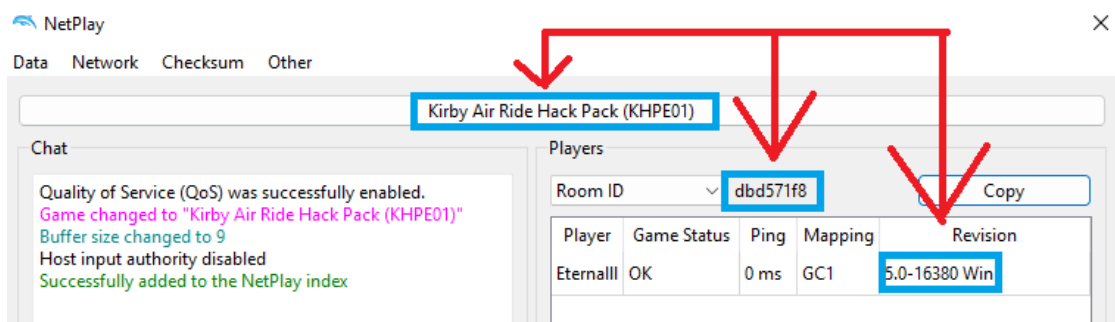 NetPlay
Data Network Checksum Other
Kirby Air Ride Hack Pack (KHPE01)
Chat
Quality of Service (QoS) was successfully enabled.
Game changed to "Kirby Air Ride Hack Pack (KHPE01)"
Buffer size changed to 9
Host input authority disabled
Successfully added to the NetPlay index
Players
Room ID dbd571f8 Copy
Player Game Status Ping Mapping Revision
Eternalll OK 0 ms GC1 5.0-16380 Win